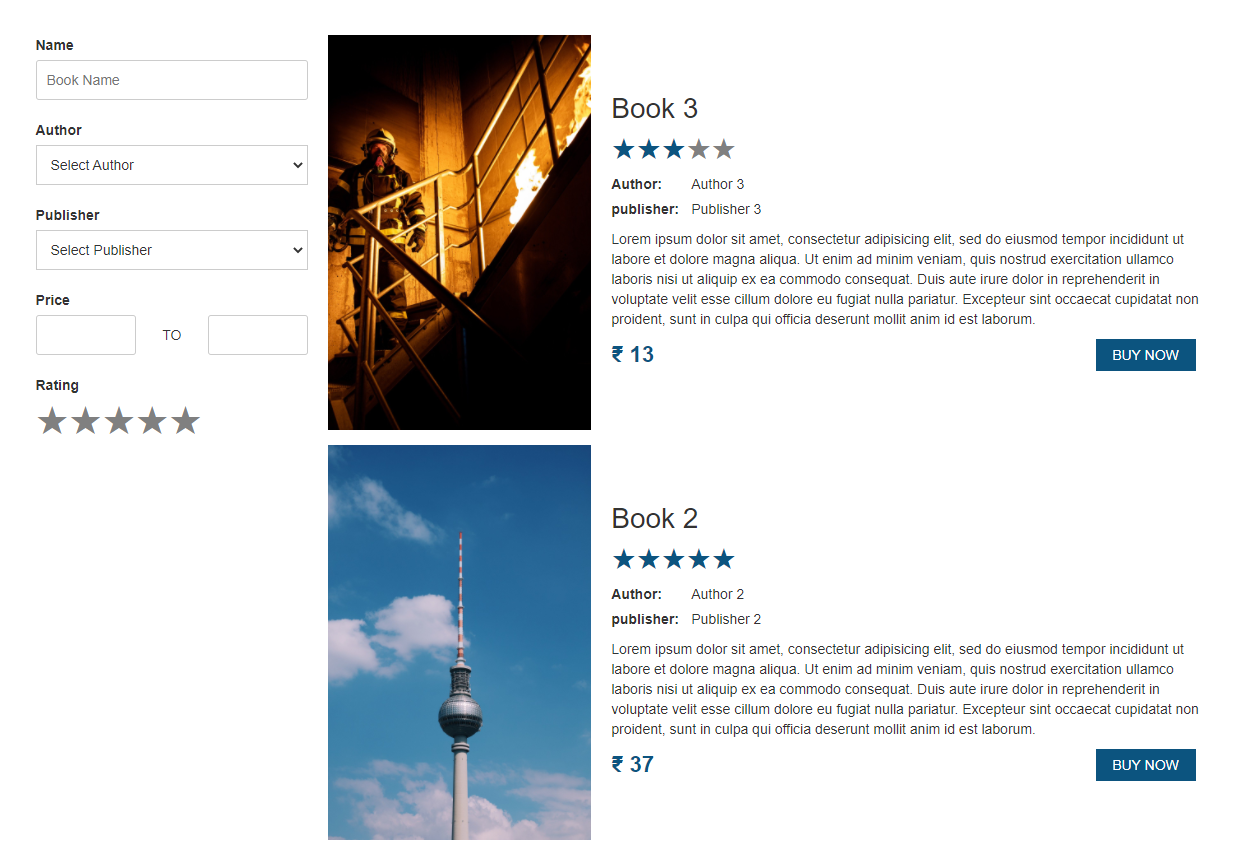 Name
Book Name
Author
Select Author
Publisher
Select Publisher
Price
TO
Rating
Book 3
Author: Author 3
publisher: Publisher 3
Lorem ipsum dolor sit amet, consectetur adipisicing elit, sed do eiusmod tempor incididunt ut
labore et dolore magna aliqua. Ut enim ad minim veniam, quis nostrud exercitation ullamco
laboris nisi ut aliquip ex ea commodo consequat. Duis aute irure dolor in reprehenderit in
voluptate velit esse cillum dolore eu fugiat nulla pariatur. Excepteur sint occaecat cupidatat non
proident, sunt in culpa qui officia deserunt mollit anim id est laborum.
₹ 13 BUY NOW
Book 2
Author: Author 2
publisher: Publisher 2
Lorem ipsum dolor sit amet, consectetur adipisicing elit, sed do eiusmod tempor incididunt ut
labore et dolore magna aliqua. Ut enim ad minim veniam, quis nostrud exercitation ullamco
laboris nisi ut aliquip ex ea commodo consequat. Duis aute irure dolor in reprehenderit in
voluptate velit esse cillum dolore eu fugiat nulla pariatur. Excepteur sint occaecat cupidatat non
proident, sunt in culpa qui officia deserunt mollit anim id est laborum.
₹ 37 BUY NOW